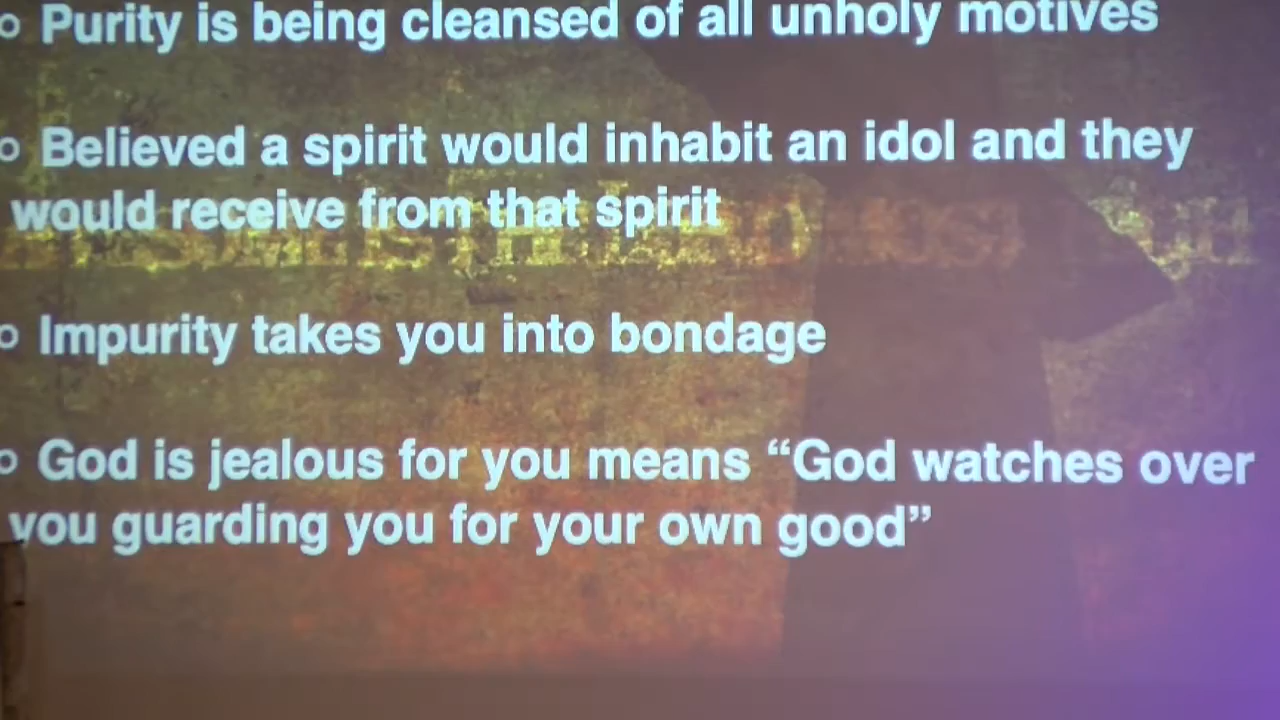 o Purity is being cleansed of all unholy motives
o Believed a spirit would inhabit an idol and they
would receive from that spirit
o Impurity takes you into bondage
o God is jealous for you means “God watches over
you guarding you for your own good”